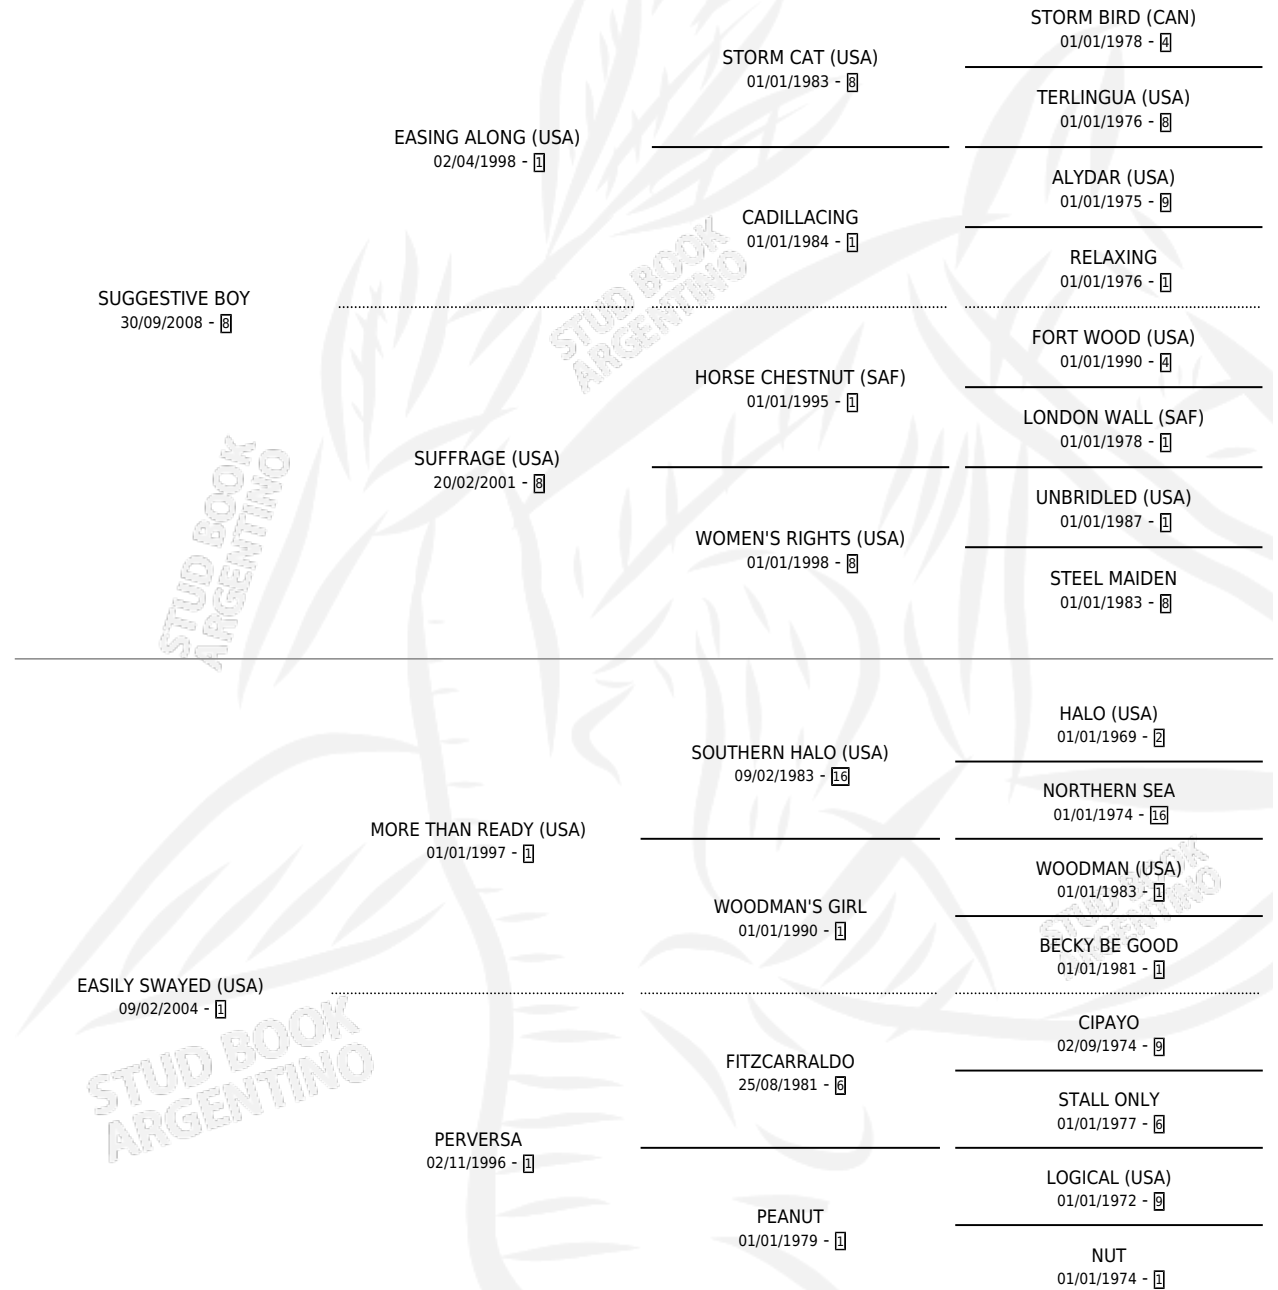 STORM BIRD (CAN)
01/01/1978 - 4
STORM CAT (USA)
01/01/1983 - 8
TERLINGUA (USA)
01/01/1976 - 8
EASING ALONG (USA)
02/04/1998 - 1
ALYDAR (USA)
01/01/1975 - 9
CADILLACING
01/01/1984 - 1
RELAXING
01/01/1976 - 1
SUGGESTIVE BOY
30/09/2008 - 8
FORT WOOD (USA)
01/01/1990 - 4
HORSE CHESTNUT (SAF)
01/01/1995 - 1
LONDON WALL (SAF)
01/01/1978 - 1
SUFFRAGE (USA)
20/02/2001 - 8
UNBRIDLED (USA)
01/01/1987 - 1
WOMEN'S RIGHTS (USA)
01/01/1998 - 8
STEEL MAIDEN
01/01/1983 - 8
HALO (USA)
01/01/1969 - 2
SOUTHERN HALO (USA)
09/02/1983 - 16
NORTHERN SEA
01/01/1974 - 16
MORE THAN READY (USA)
01/01/1997 - 1
WOODMAN (USA)
01/01/1983 - 1
WOODMAN'S GIRL
01/01/1990 - 1
BECKY BE GOOD
01/01/1981 - 1
EASILY SWAYED (USA)
09/02/2004 - 1
CIPAYO
02/09/1974 - 9
FITZCARRALDO
25/08/1981 - 6
STALL ONLY
01/01/1977 - 6
PERVERSA
02/11/1996 - 1
LOGICAL (USA)
01/01/1972 - 9
PEANUT
01/01/1979 - 1
NUT
01/01/1974 - 1
STUD BOOK
ARGENTINO
STUD BOOK
ARGENTINO
STUD BOOK
ARGENTINO
STUD BOOK
ARGENTINO